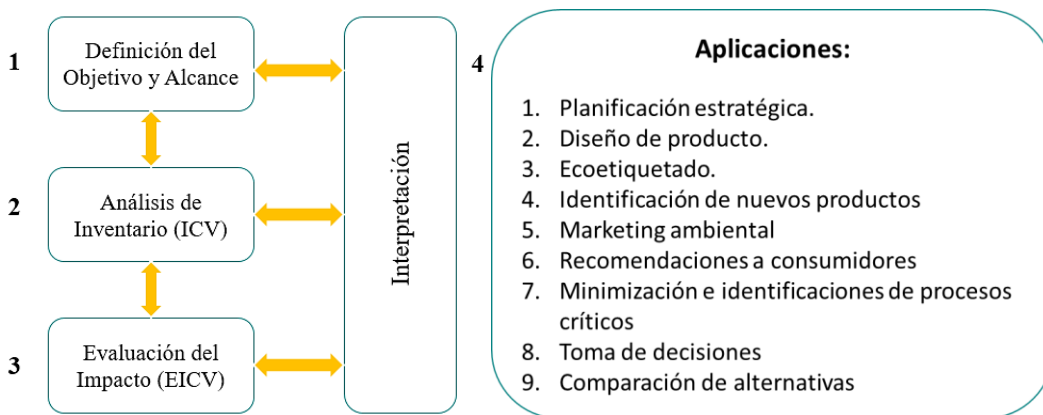 1
Definición del
Objetivo y Alcance
2
Análisis de
Inventario (ICV)
3
Evaluación del
Impacto (EICV)
Interpretación
4
Aplicaciones:
1. Planificación estratégica.
2. Diseño de producto.
3. Ecoetiquetado.
4. Identificación de nuevos productos
5. Marketing ambiental
6. Recomendaciones a consumidores
7. Minimización e identificaciones de procesos
críticos
8. Toma de decisiones
9. Comparación de alternativas